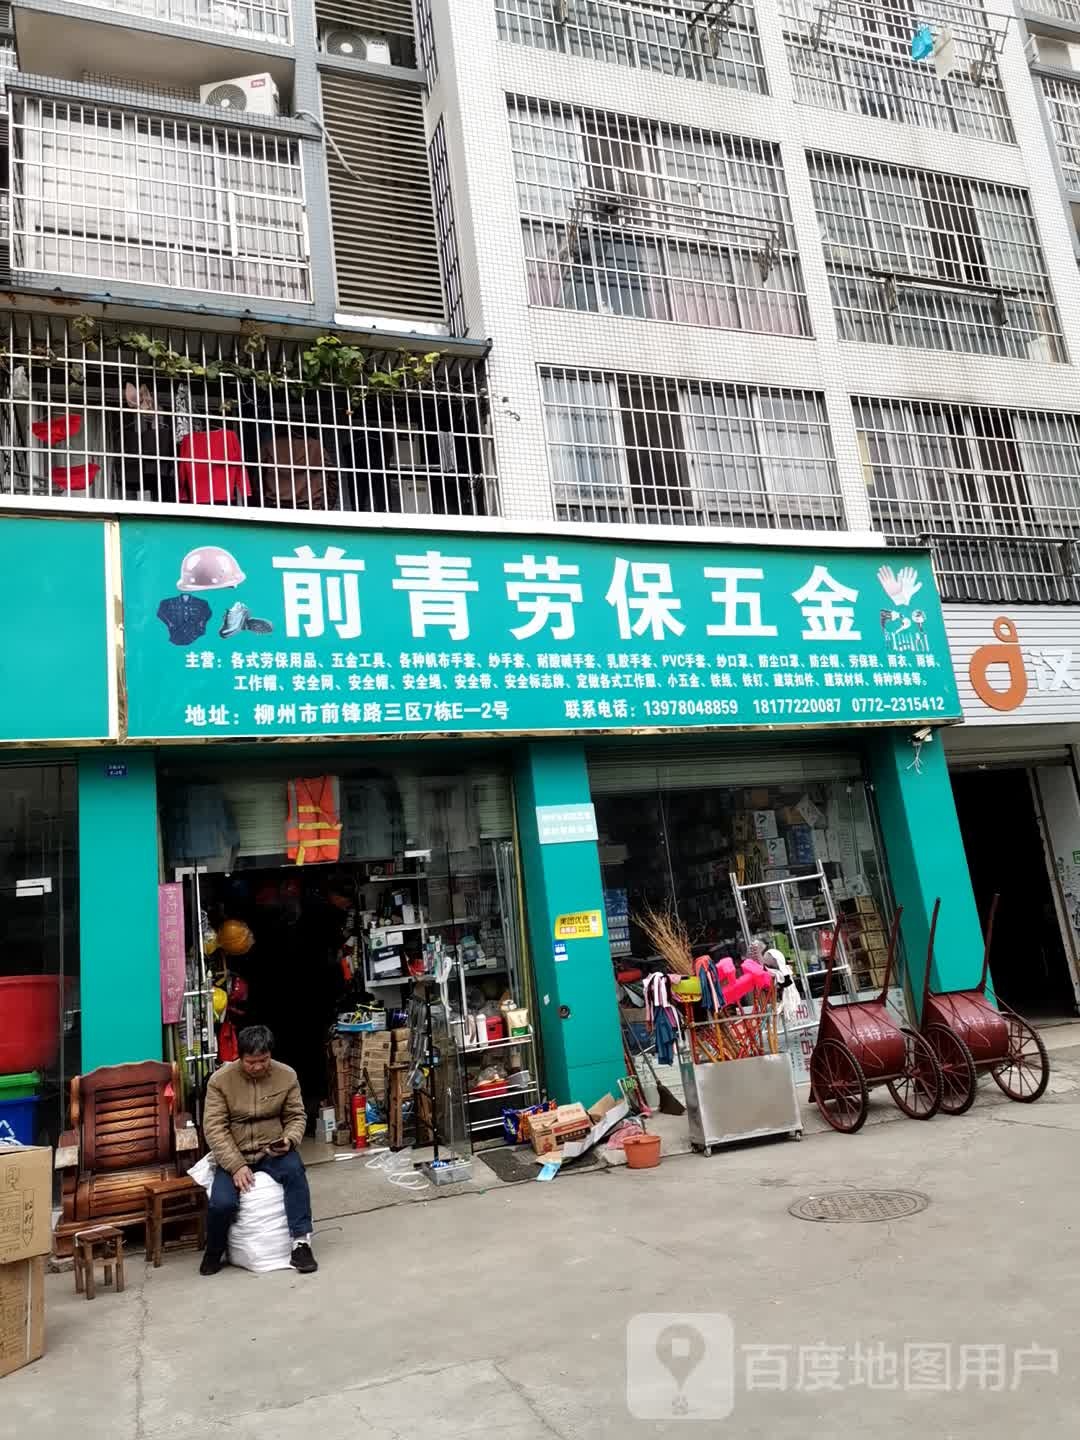 前青劳保五金
主营：各式劳保用品、五金工具、各种帆布手套、纱手套、耐酸碱手套、乳胶手套、PVC手套、纱口罩、防尘口罩、防尘帽、劳保鞋、雨衣、雨裤、
工作帽、安全网、安全帽、安全绳、安全带、安全标志牌、定做各式工作服、小五金、铁线、铁钉、建筑扣件、建筑材料、特种焊条等。
地址：柳州市前锋路三区7栋E一2号
联系电话：13978048859 18177220087 0772-2315412
汉
美团优选
百度地图用户